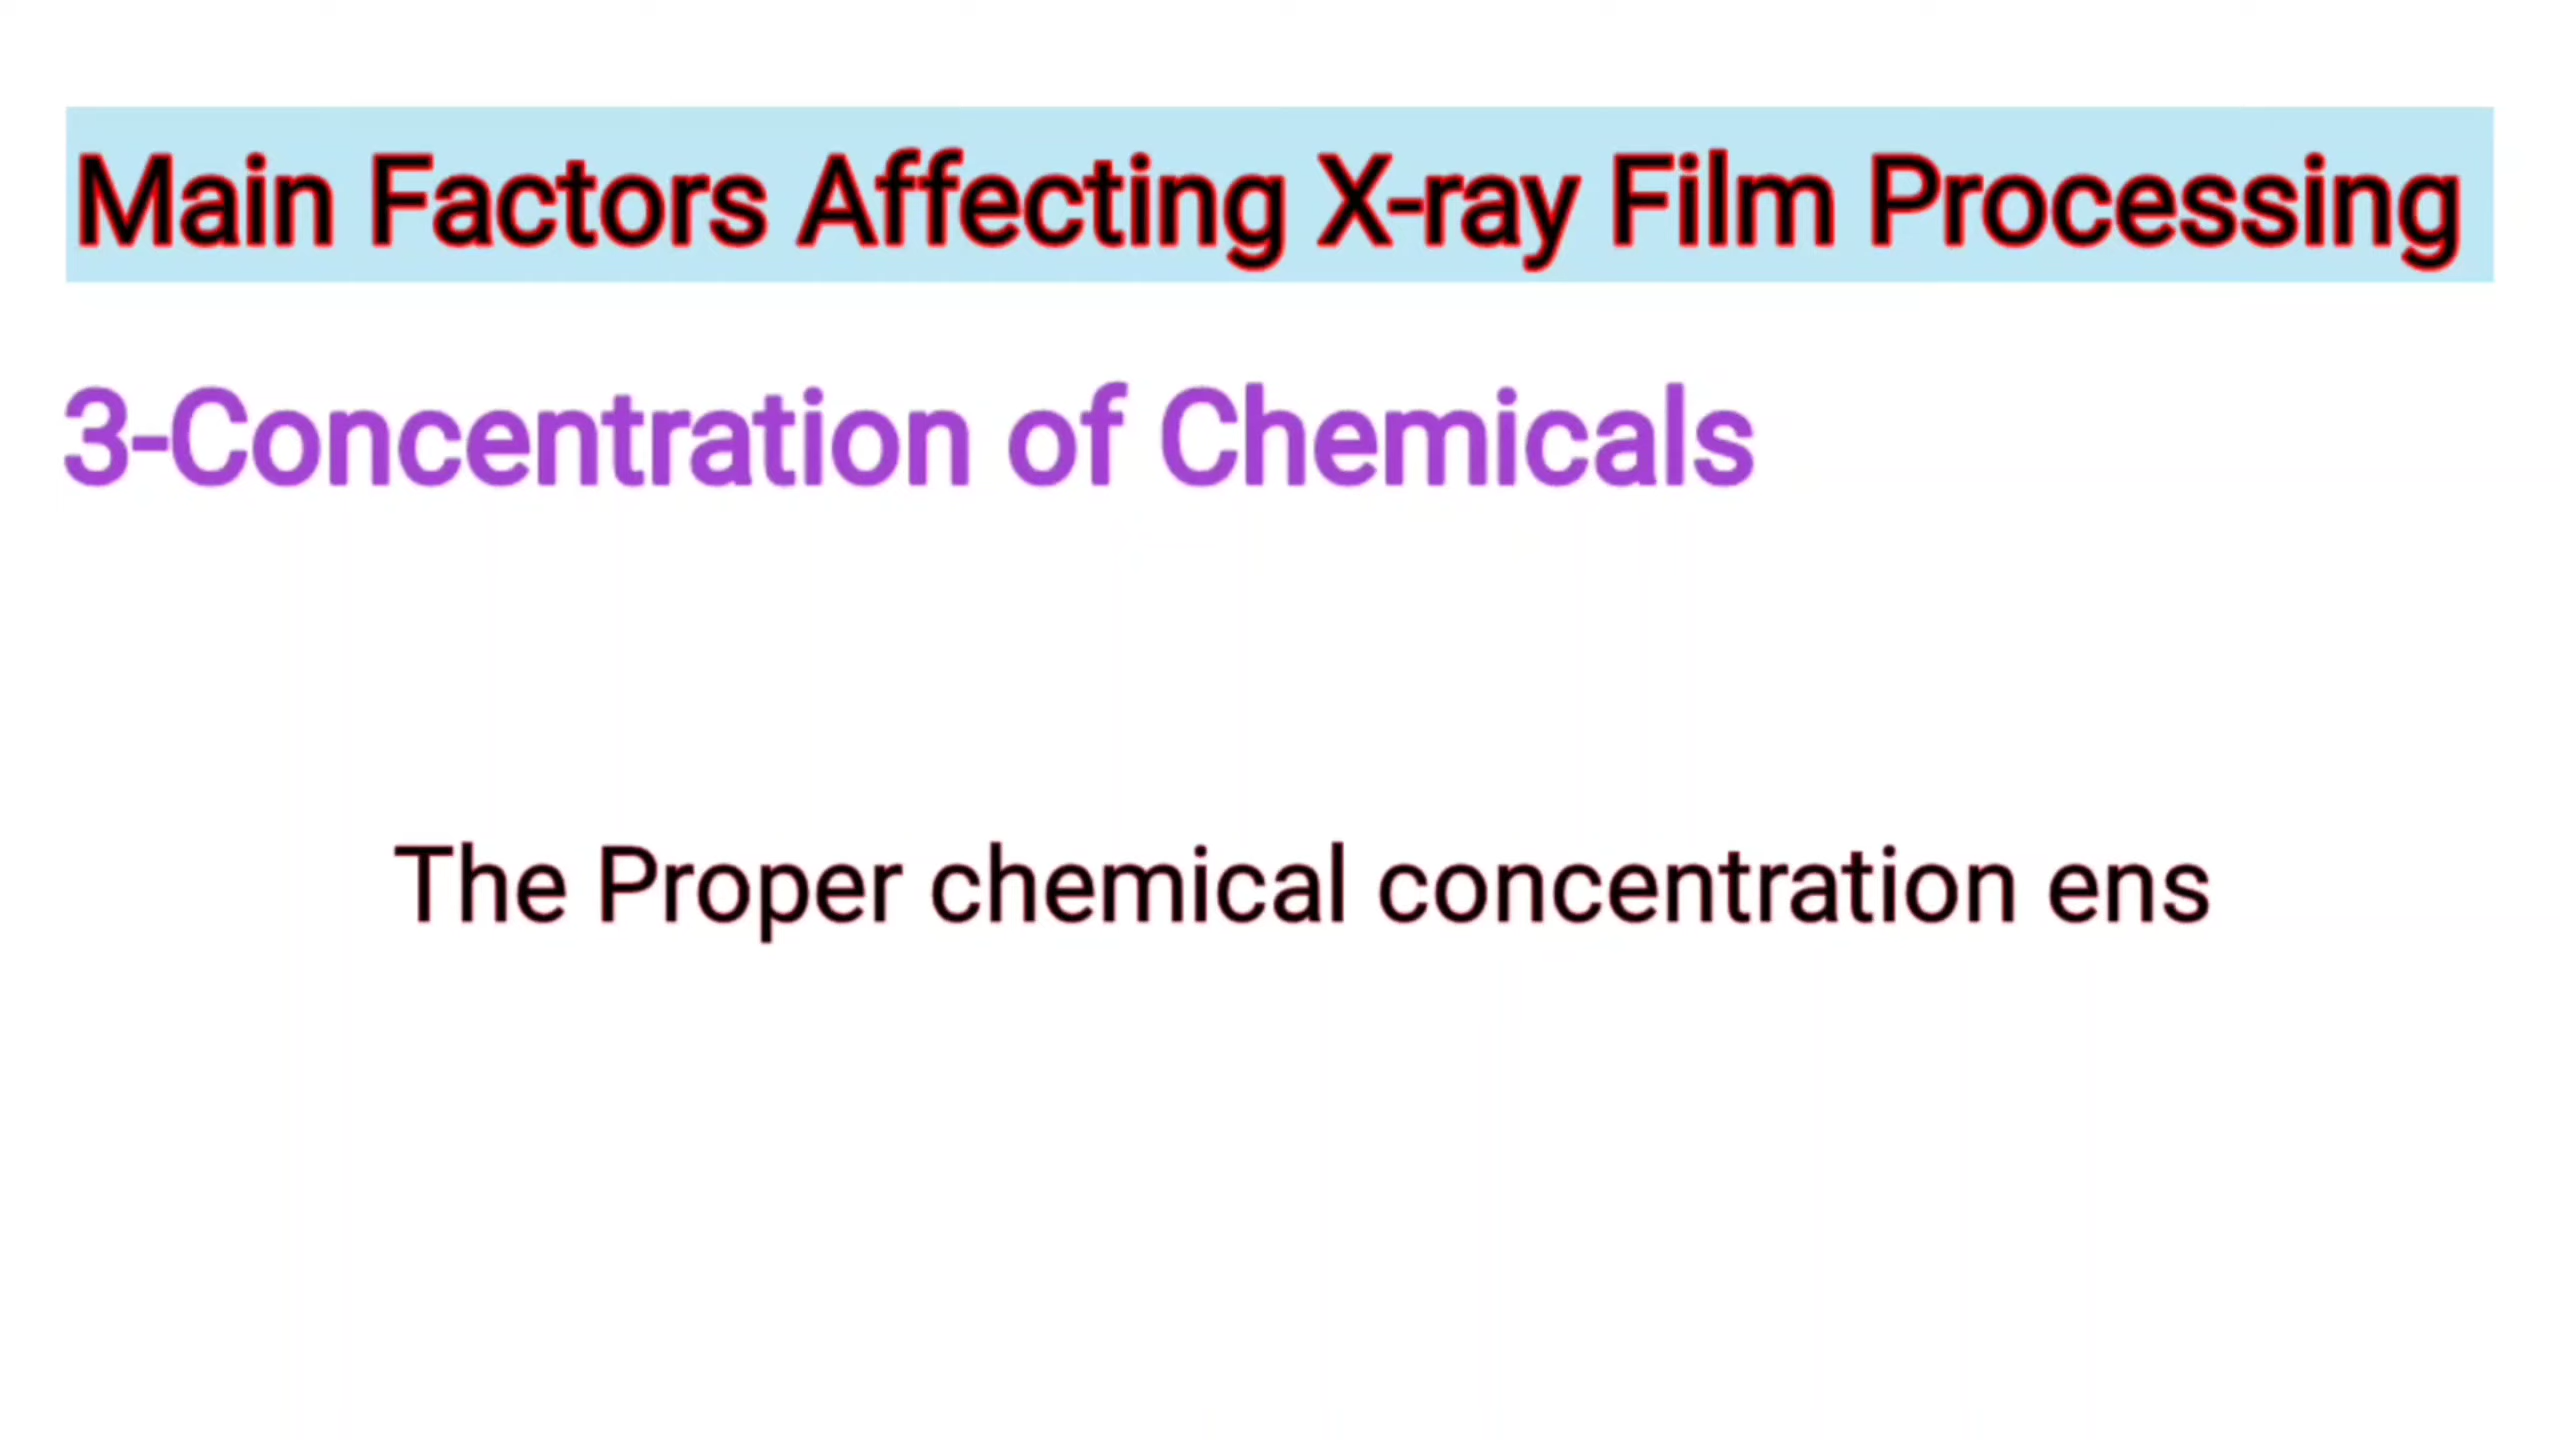 Main Factors Affecting X-ray Film Processing
3-Concentration of Chemicals
The Proper chemical concentration ens